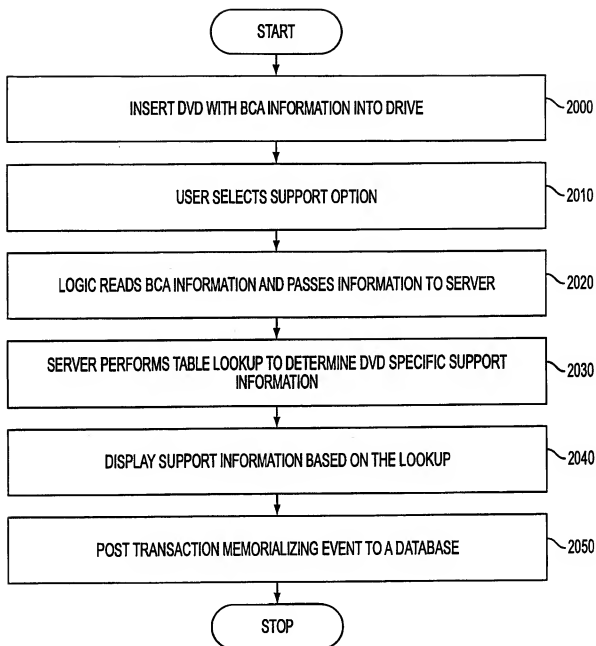 START
INSERT DVD WITH BCA INFORMATION INTO DRIVE
2000
USER SELECTS SUPPORT OPTION
2010
LOGIC READS BCA INFORMATION AND PASSES INFORMATION TO SERVER
2020
SERVER PERFORMS TABLE LOOKUP TO DETERMINE DVD SPECIFIC SUPPORT
INFORMATION
2030
DISPLAY SUPPORT INFORMATION BASED ON THE LOOKUP
2040
POST TRANSACTION MEMORIALIZING EVENT TO A DATABASE
2050
STOP